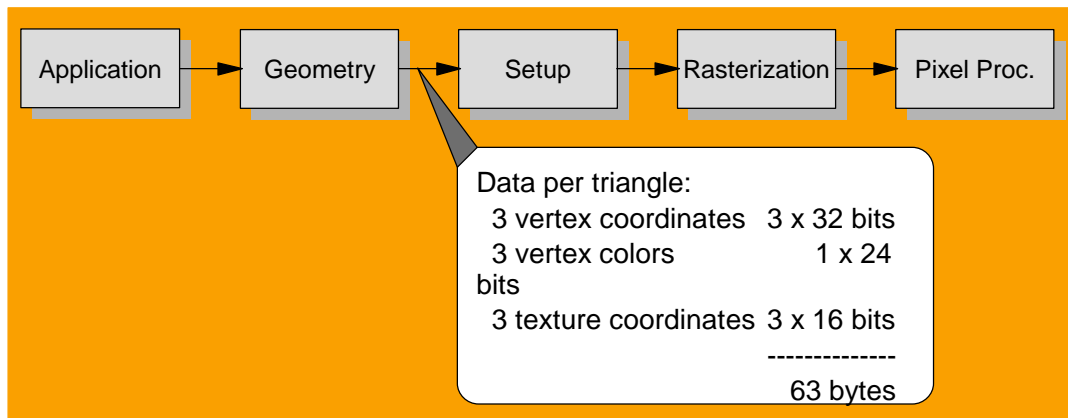 Application
Geometry
Setup
Rasterization
Pixel Proc.
Data per triangle:
3 vertex coordinates 3 x 32 bits
3 vertex colors 1 x 24
bits
3 texture coordinates 3 x 16 bits
--------------
63 bytes